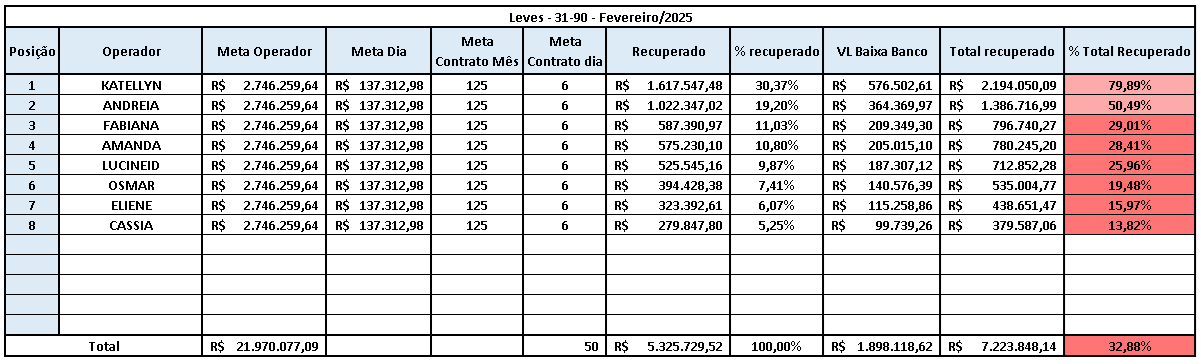 Leves - 31-90 - Fevereiro/2025
Posição Operador Meta Operador Meta Dia Meta Contrato Mês Meta Contrato dia Recuperado % recuperado VL Baixa Banco Total recuperado % Total Recuperado
1 KATELLYN R$ 2.746.259,64 R$ 137.312,98 125 6 R$ 1.617.547,48 30,37% R$ 576.502,61 R$ 2.194.050,09 79,89%
2 ANDREIA R$ 2.746.259,64 R$ 137.312,98 125 6 R$ 1.022.347,02 19,20% R$ 364.369,97 R$ 1.386.716,99 50,49%
3 FABIANA R$ 2.746.259,64 R$ 137.312,98 125 6 R$ 587.390,97 11,03% R$ 209.349,30 R$ 796.740,27 29,01%
4 AMANDA R$ 2.746.259,64 R$ 137.312,98 125 6 R$ 575.230,10 10,80% R$ 205.015,10 R$ 780.245,20 28,41%
5 LUCINEID R$ 2.746.259,64 R$ 137.312,98 125 6 R$ 525.545,16 9,87% R$ 187.307,12 R$ 712.852,28 25,96%
6 OSMAR R$ 2.746.259,64 R$ 137.312,98 125 6 R$ 394.428,38 7,41% R$ 140.576,39 R$ 535.004,77 19,48%
7 ELIENE R$ 2.746.259,64 R$ 137.312,98 125 6 R$ 323.392,61 6,07% R$ 115.258,86 R$ 438.651,47 15,97%
8 CASSIA R$ 2.746.259,64 R$ 137.312,98 125 6 R$ 279.847,80 5,25% R$ 99.739,26 R$ 379.587,06 13,82%
Total R$ 21.970.077,09 50 R$ 5.325.729,52 100,00% R$ 1.898.118,62 R$ 7.223.848,14 32,88%